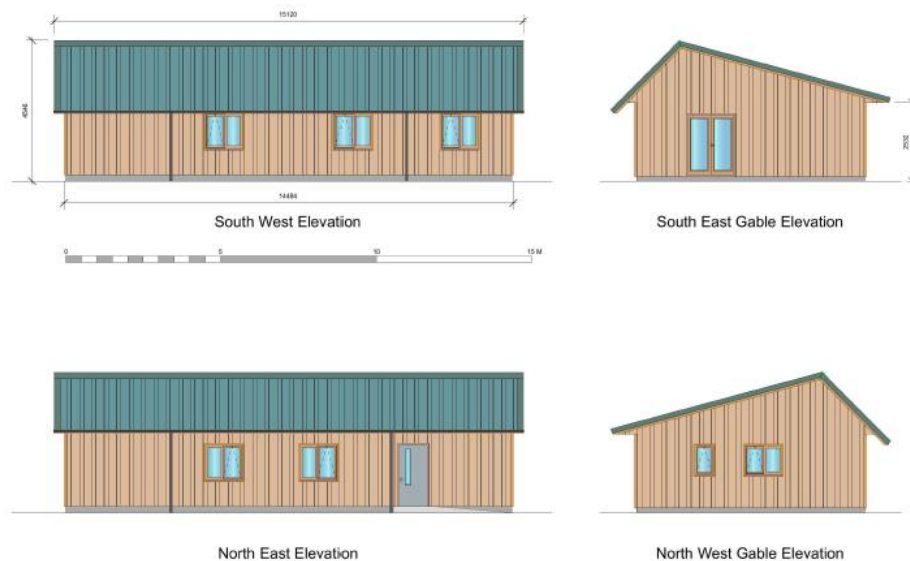 15120
4546
2532
14484
South West Elevation
South East Gable Elevation
0 5 10 15 M
North East Elevation
North West Gable Elevation